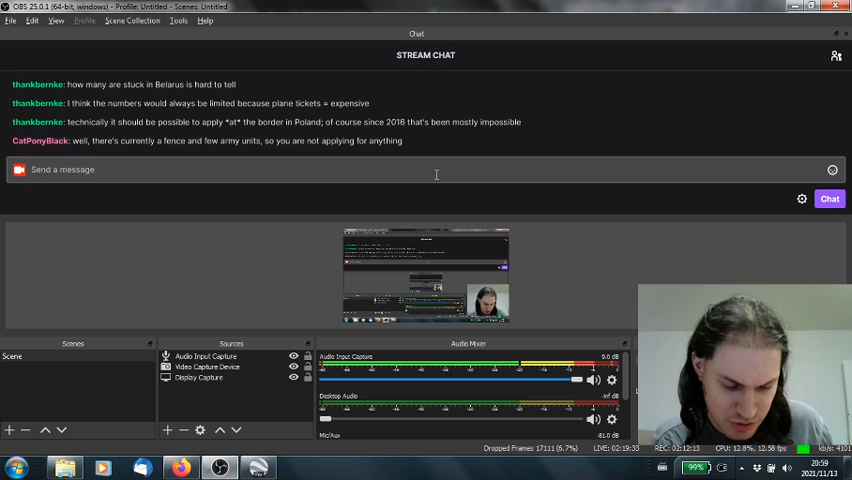 OBS 25.0.1 (64-bit, windows) - Profile: Untitled - Scenes: Untitled
File Edit View Profile Scene Collection Tools Help
Chat
STREAM CHAT
thankbernke: how many are stuck in Belarus is hard to tell
thankbernke: I think the numbers would always be limited because plane tickets = expensive
thankbernke: technically it should be possible to apply *at* the border in Poland; of course since 2016 that's been mostly impossible
CatPonyBlack: well, there's currently a fence and few army units, so you are not applying for anything
Send a message
Chat
Scenes Sources Audio Mixer
Scene
Audio Input Capture
Video Capture Device
Display Capture
Audio Input Capture 0.0 dB
Desktop Audio -inf dB
Mic/Aux -81.0 dB
Dropped Frames 17111 (6.7%) LIVE: 02:19:33 REC: 02:12:13 CPU: 12.8%, 12.58 fps kb/s: 4101
99%
20:59
2021/11/13